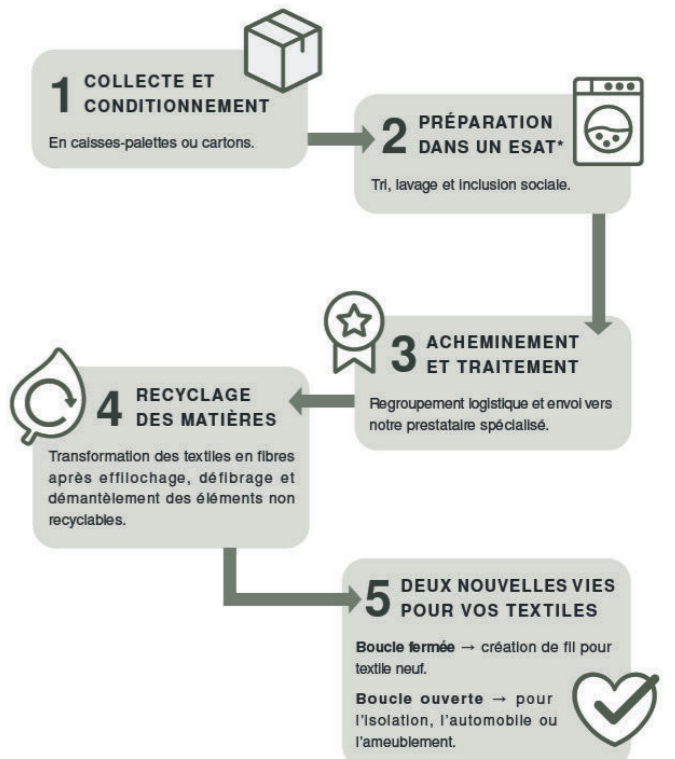 1 COLLECTE ET
CONDITIONNEMENT
En caisses-palettes ou cartons.
2 PRÉPARATION
DANS UN ESAT*
Tri, lavage et inclusion sociale.
3 ACHEMINEMENT
ET TRAITEMENT
Regroupement logistique et envoi vers
notre prestataire spécialisé.
4 RECYCLAGE
DES MATIÈRES
Transformation des textiles en fibres
après effilochage, défibrage et
démantèlement des éléments non
recyclables.
5 DEUX NOUVELLES VIES
POUR VOS TEXTILES
Boucle fermée → création de fil pour
textile neuf.
Boucle ouverte → pour
l'isolation, l'automobile ou
l'ameublement.